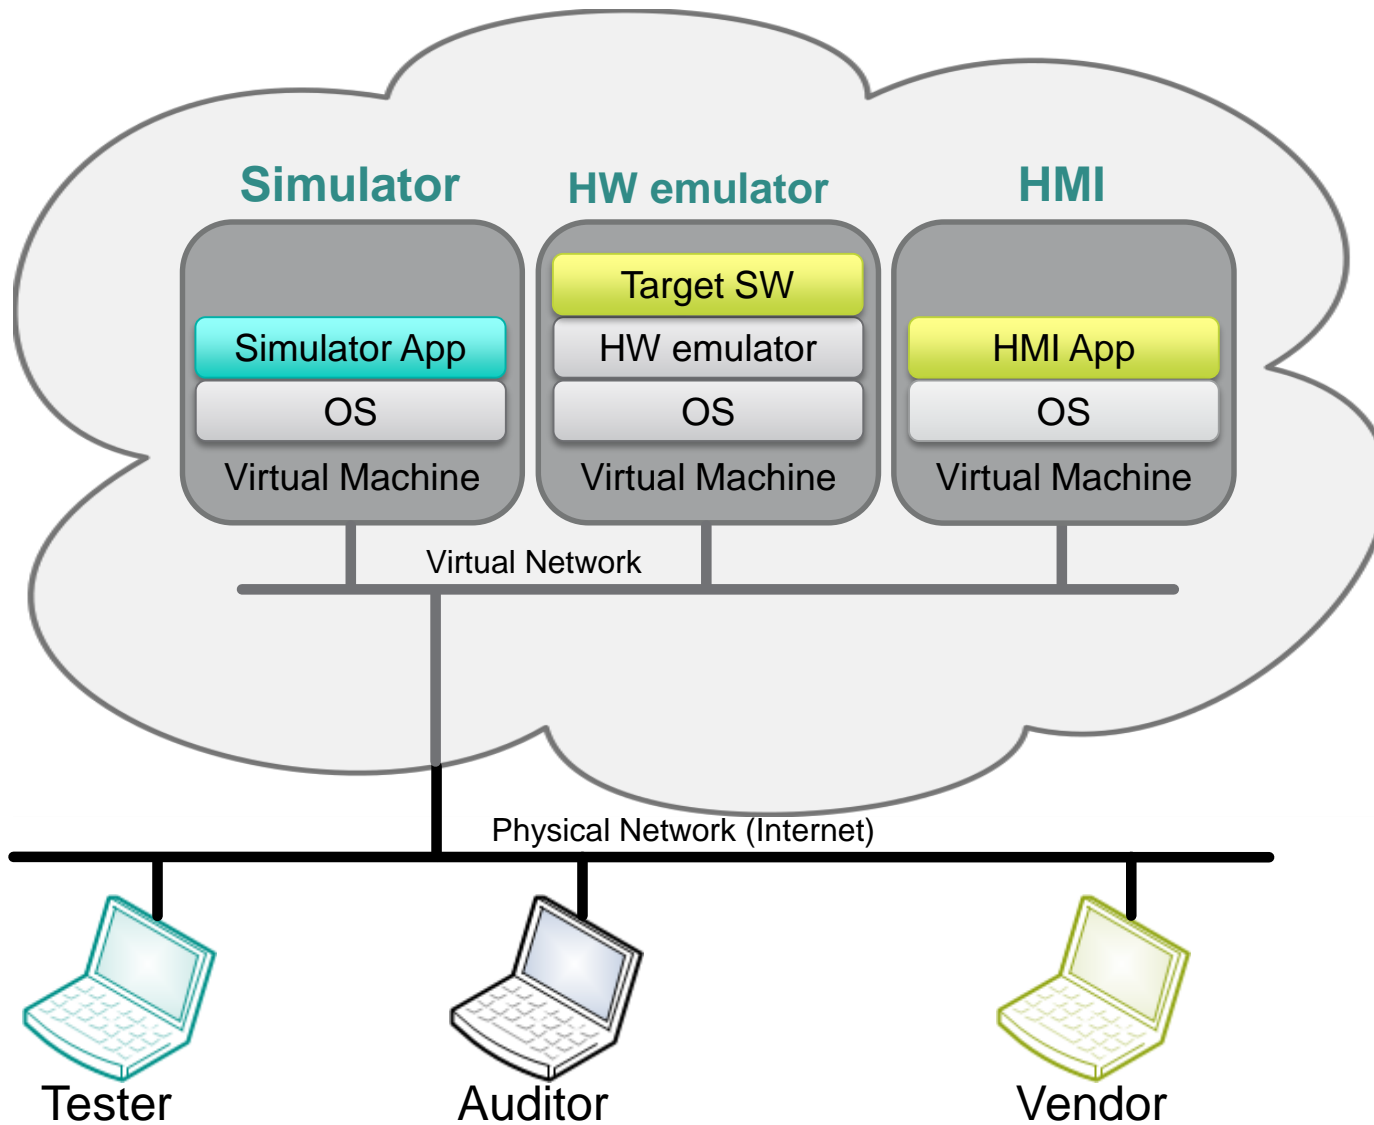 Simulator
HW emulator
HMI
Target SW
Simulator App
HW emulator
HMI App
OS
OS
OS
Virtual Machine
Virtual Machine
Virtual Machine
Virtual Network
Physical Network (Internet)
Tester
Auditor
Vendor